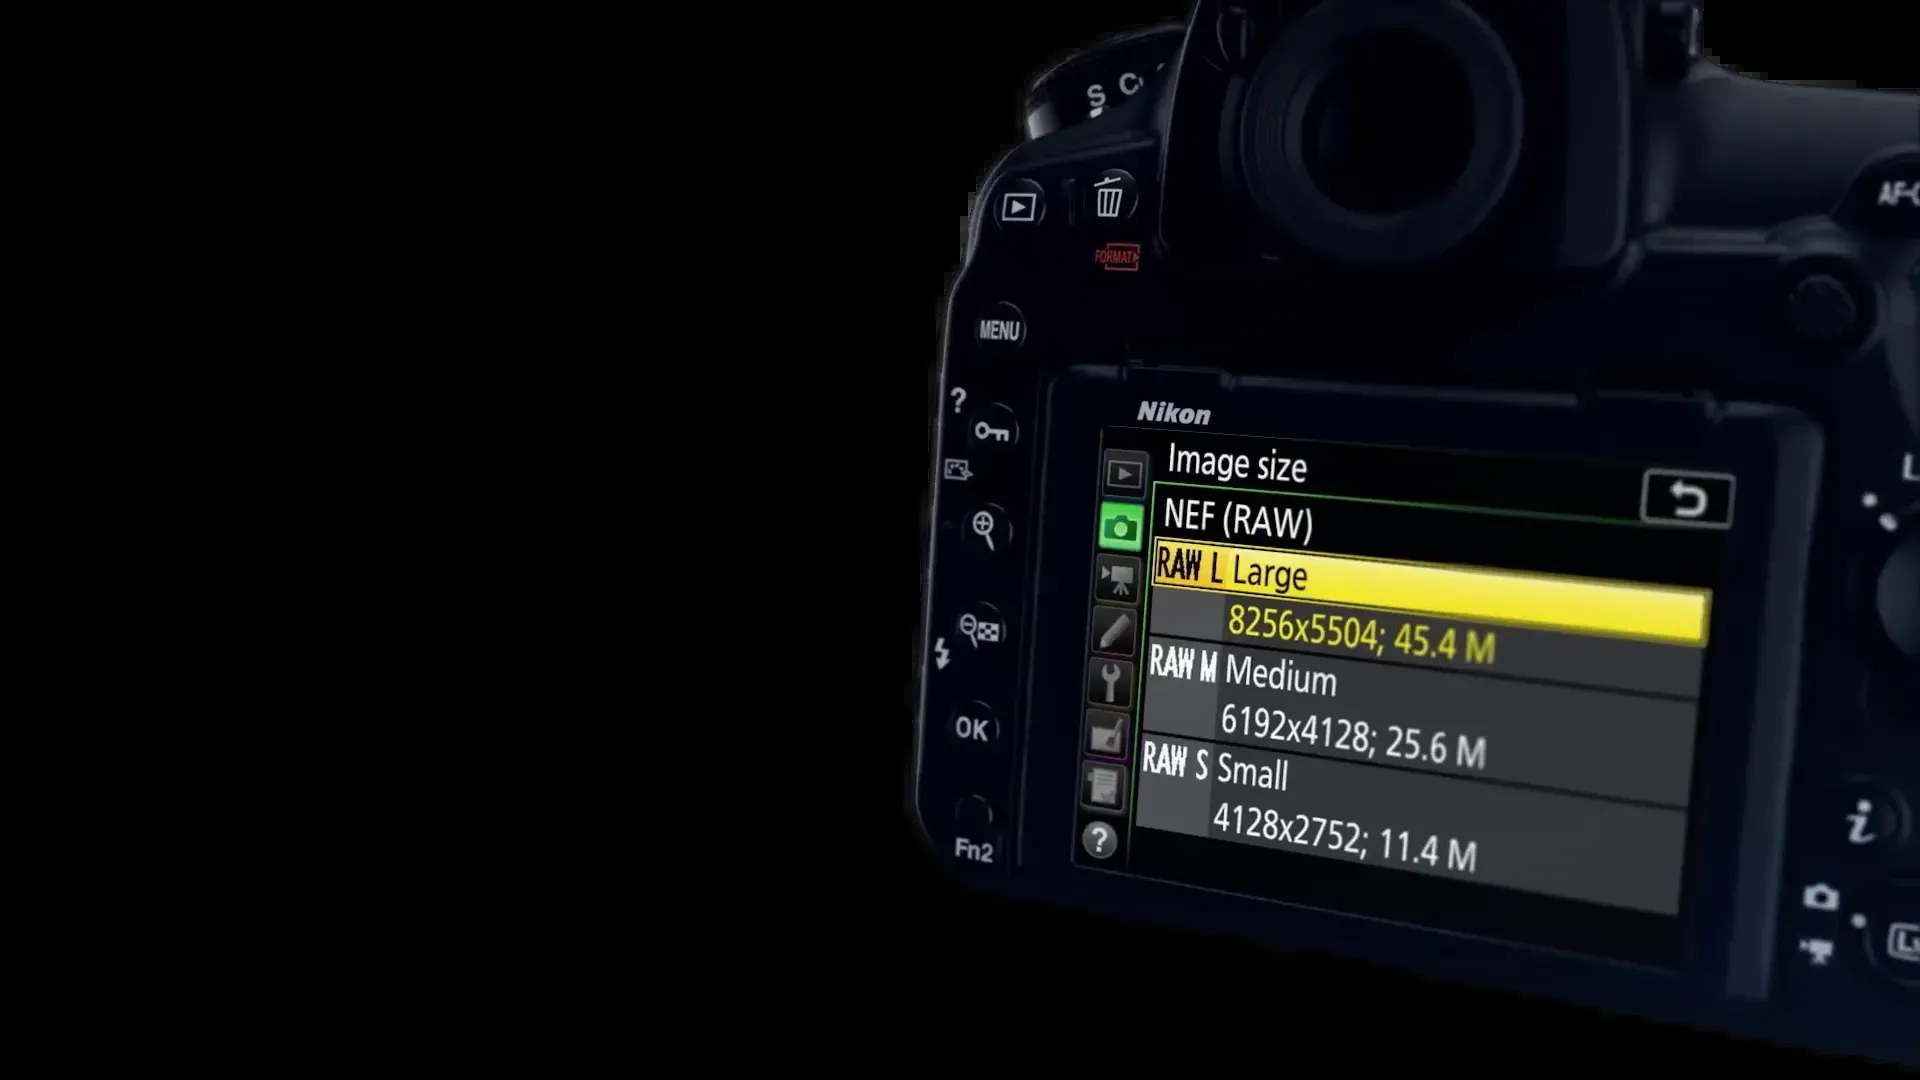 S C
FORMAT
MENU
?
Nikon
Image size
NEF (RAW)
RAW L Large
8256x5504; 45.4 M
RAW M Medium
6192x4128; 25.6 M
RAW S Small
4128x2752; 11.4 M
?
OK
Fn2
i